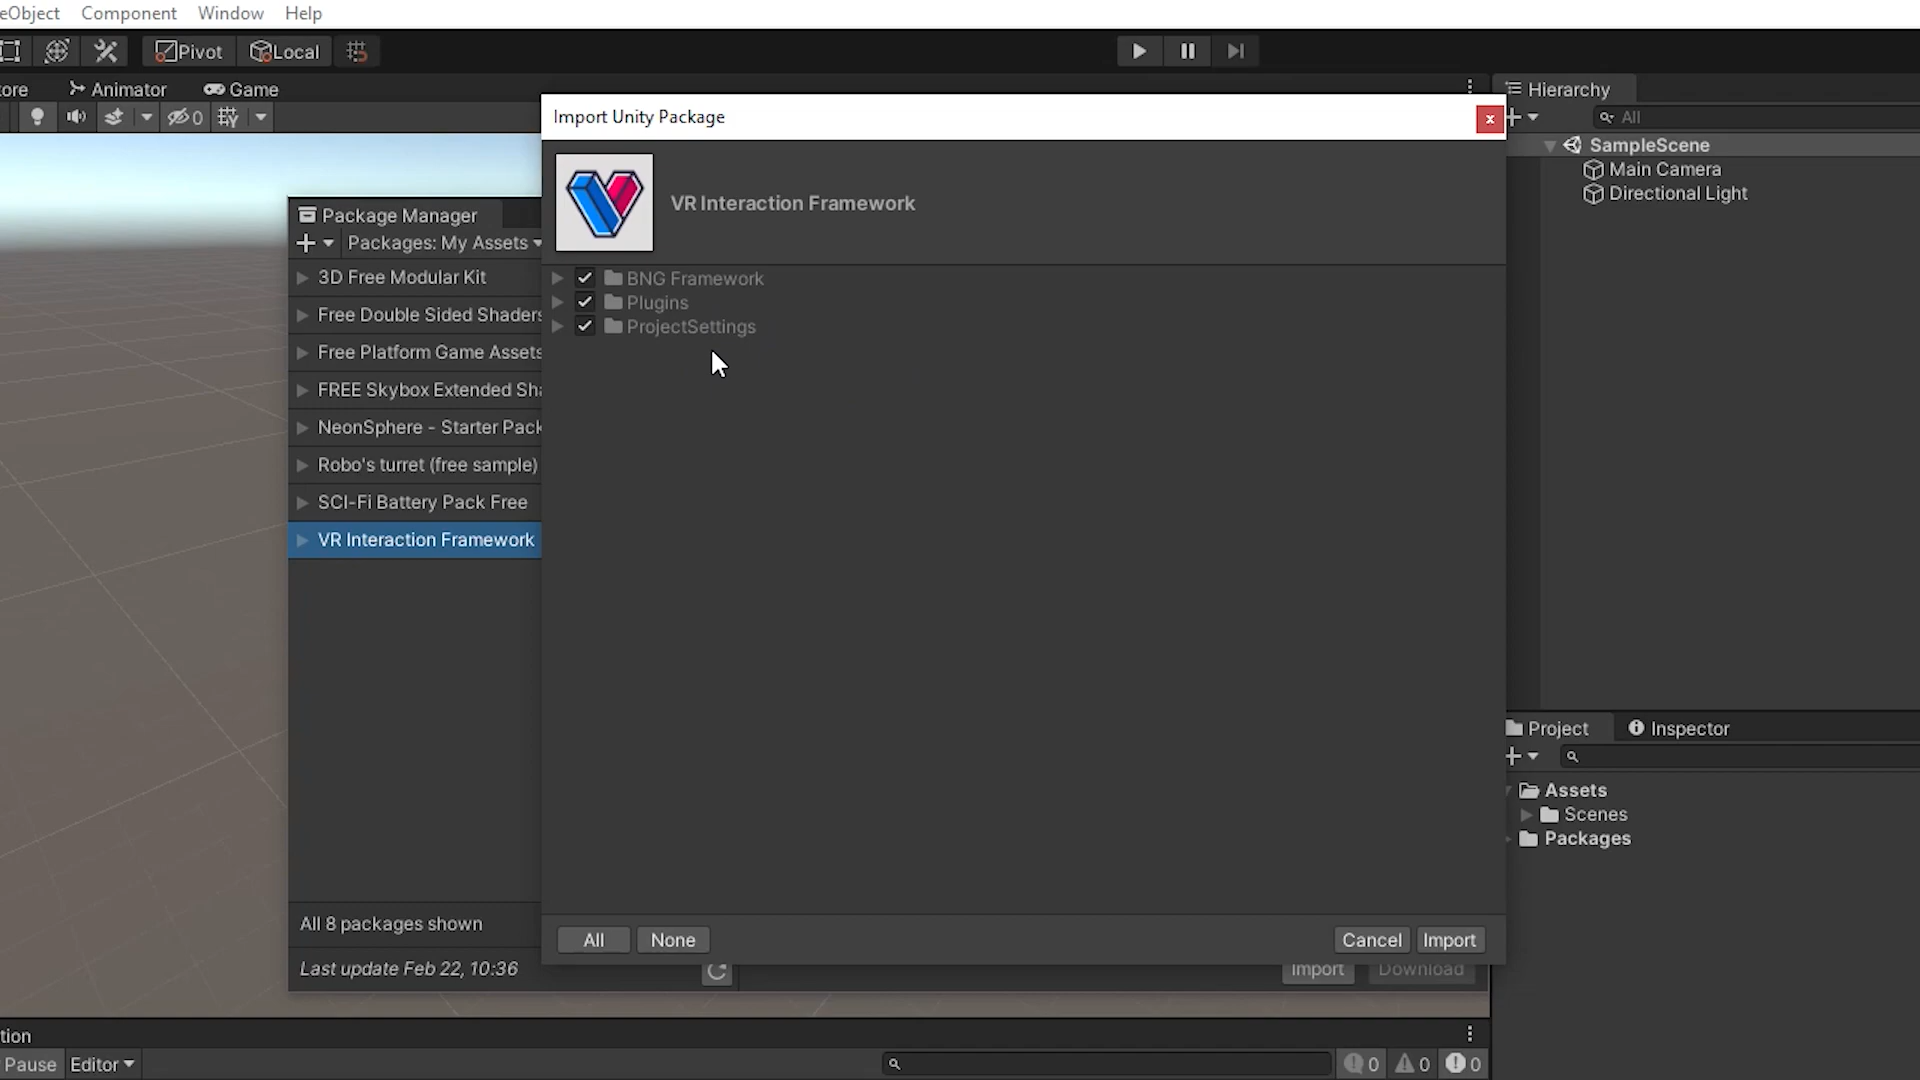 eObject Component Window Help
Pivot Local
ore Animator Game
0
Hierarchy
All
SampleScene
Main Camera
Directional Light
Import Unity Package
x
VR Interaction Framework
BNG Framework
Plugins
ProjectSettings
Package Manager
Packages: My Assets
3D Free Modular Kit
Free Double Sided Shaders
Free Platform Game Assets
FREE Skybox Extended Sha
NeonSphere - Starter Pack
Robo's turret (free sample)
SCI-Fi Battery Pack Free
VR Interaction Framework
All 8 packages shown
Last update Feb 22, 10:36
All None Cancel Import
Import Download
Project Inspector
Assets
Scenes
Packages
tion
Pause Editor
0 0 0